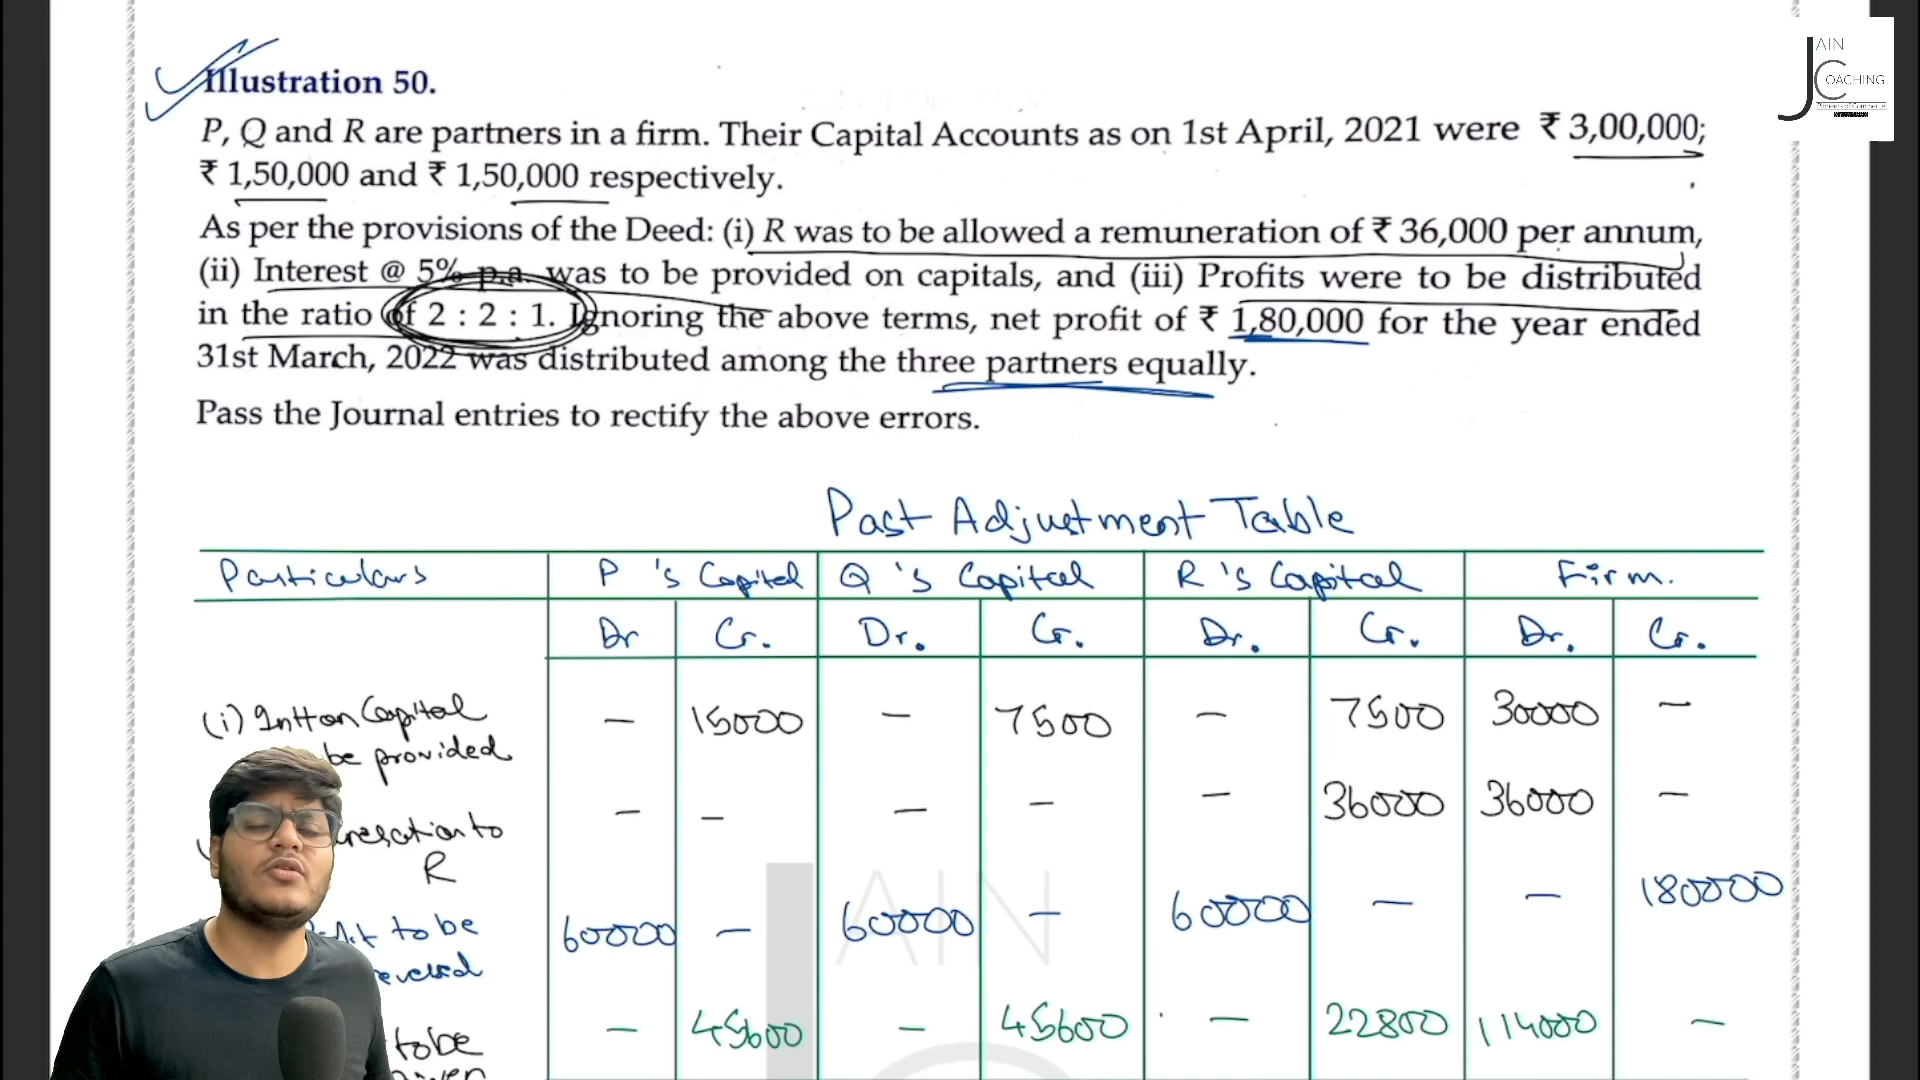 AIN
OACHING
Pioneers of Commerce
Illustration 50.
P, Q and R are partners in a firm. Their Capital Accounts as on 1st April, 2021 were ₹ 3,00,000;
₹ 1,50,000 and ₹ 1,50,000 respectively.
As per the provisions of the Deed: (i) R was to be allowed a remuneration of ₹ 36,000 per annum,
(ii) Interest @ 5% p.a. was to be provided on capitals, and (iii) Profits were to be distributed
in the ratio of 2 : 2 : 1. Ignoring the above terms, net profit of ₹ 1,80,000 for the year ended
31st March, 2022 was distributed among the three partners equally.
Pass the Journal entries to rectify the above errors.
Past Adjustment Table
Particulars P 's Capital Q 's Capital R 's Capital Firm.
Dr Cr. Dr. Cr. Dr. Cr. Dr. Cr.
(i) Intt on Capital — 15000 — 7500 — 7500 30000 —
be provided
— — — — — 36000 36000 —
to
R
to be 60000 — 60000 — 60000 — — 180000
to be — 45600 — 45600 — 22800 114000 —
AIN